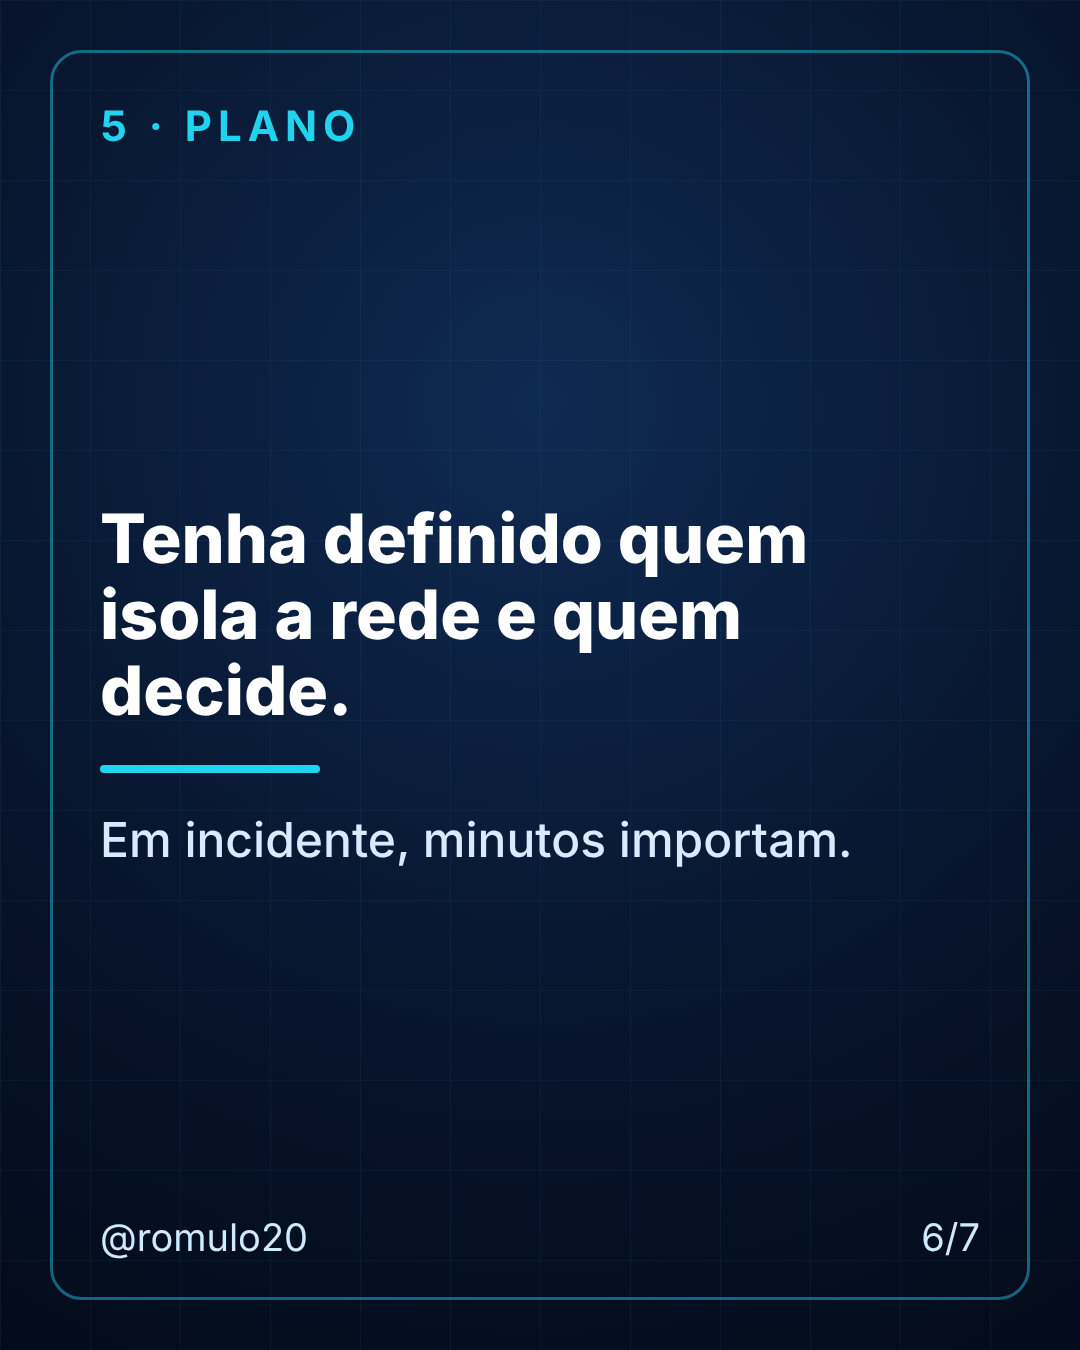 5 · PLANO
Tenha definido quem
isola a rede e quem
decide.
Em incidente, minutos importam.
@romulo20
6/7